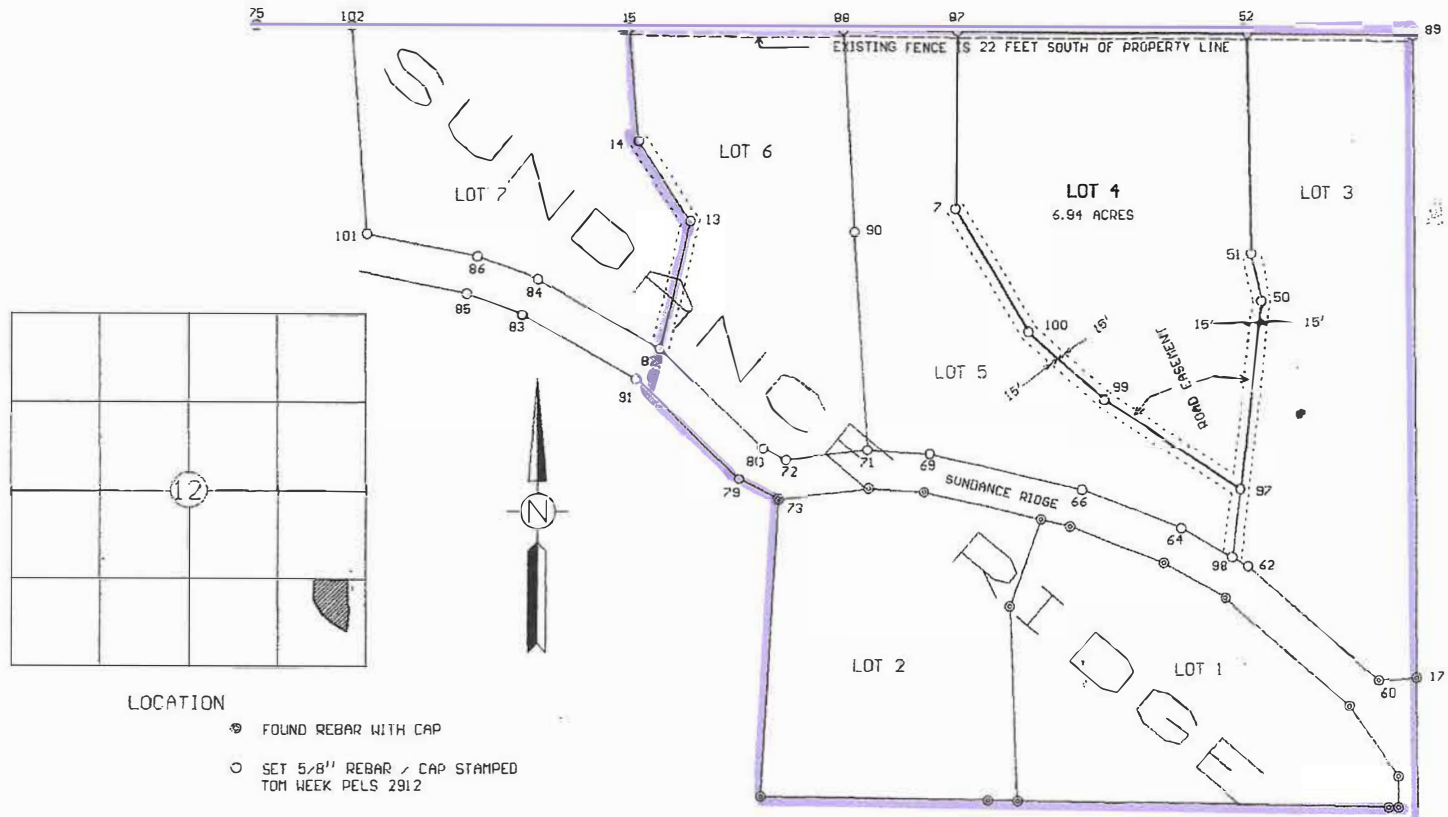 75
102
15
88
87
52
89
EXISTING FENCE IS 22 FEET SOUTH OF PROPERTY LINE
14
LOT 6
LOT 7
13
LOT 4
6.94 ACRES
LOT 3
7
101
86
84
85
83
90
51
50
15'
15'
100
15'
15'
99
ROAD EASEMENT
LOT 5
82
91
80
72
71
69
79
73
SUNDANCE RIDGE
66
64
97
98
62
60
17
SUNDANCE RIDGE
LOT 2
LOT 1
12
N
LOCATION
FOUND REBAR WITH CAP
SET 5/8" REBAR / CAP STAMPED
TOM WEEK PELS 2912